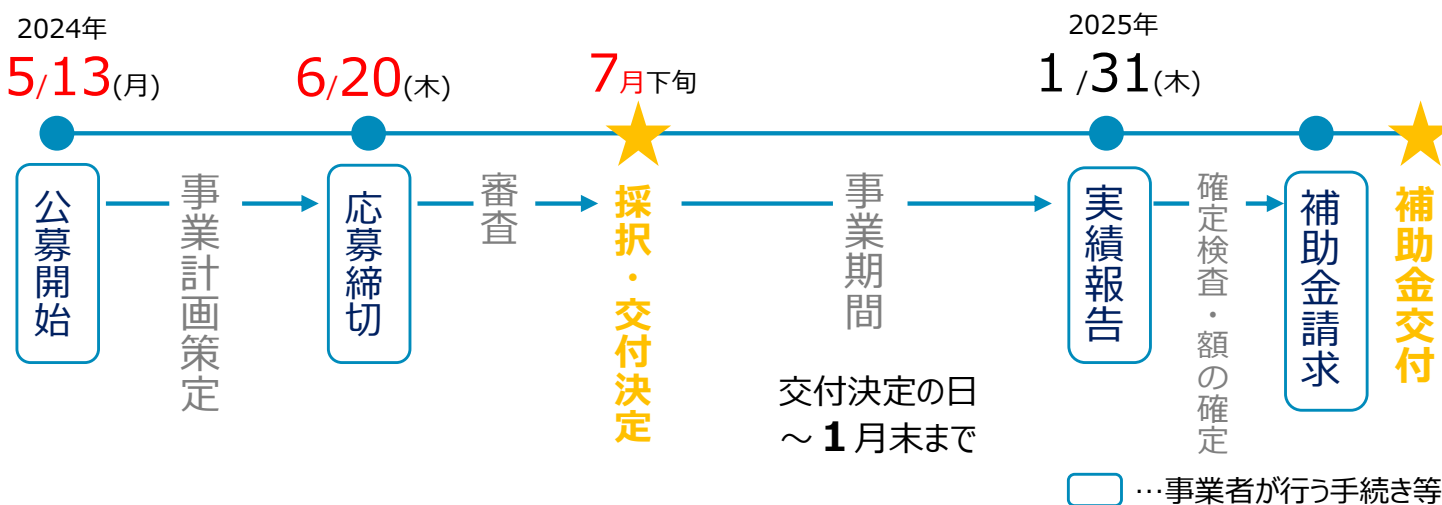 2024年
5/13(月)
6/20(木)
7月下旬
2025年
1 /31(木)
公募開始
事業計画策定
応募締切
審査
採択・交付決定
事業期間
交付決定の日
～ 1 月末まで
実績報告
確定検査・額の確定
補助金請求
補助金交付
…事業者が行う手続き等